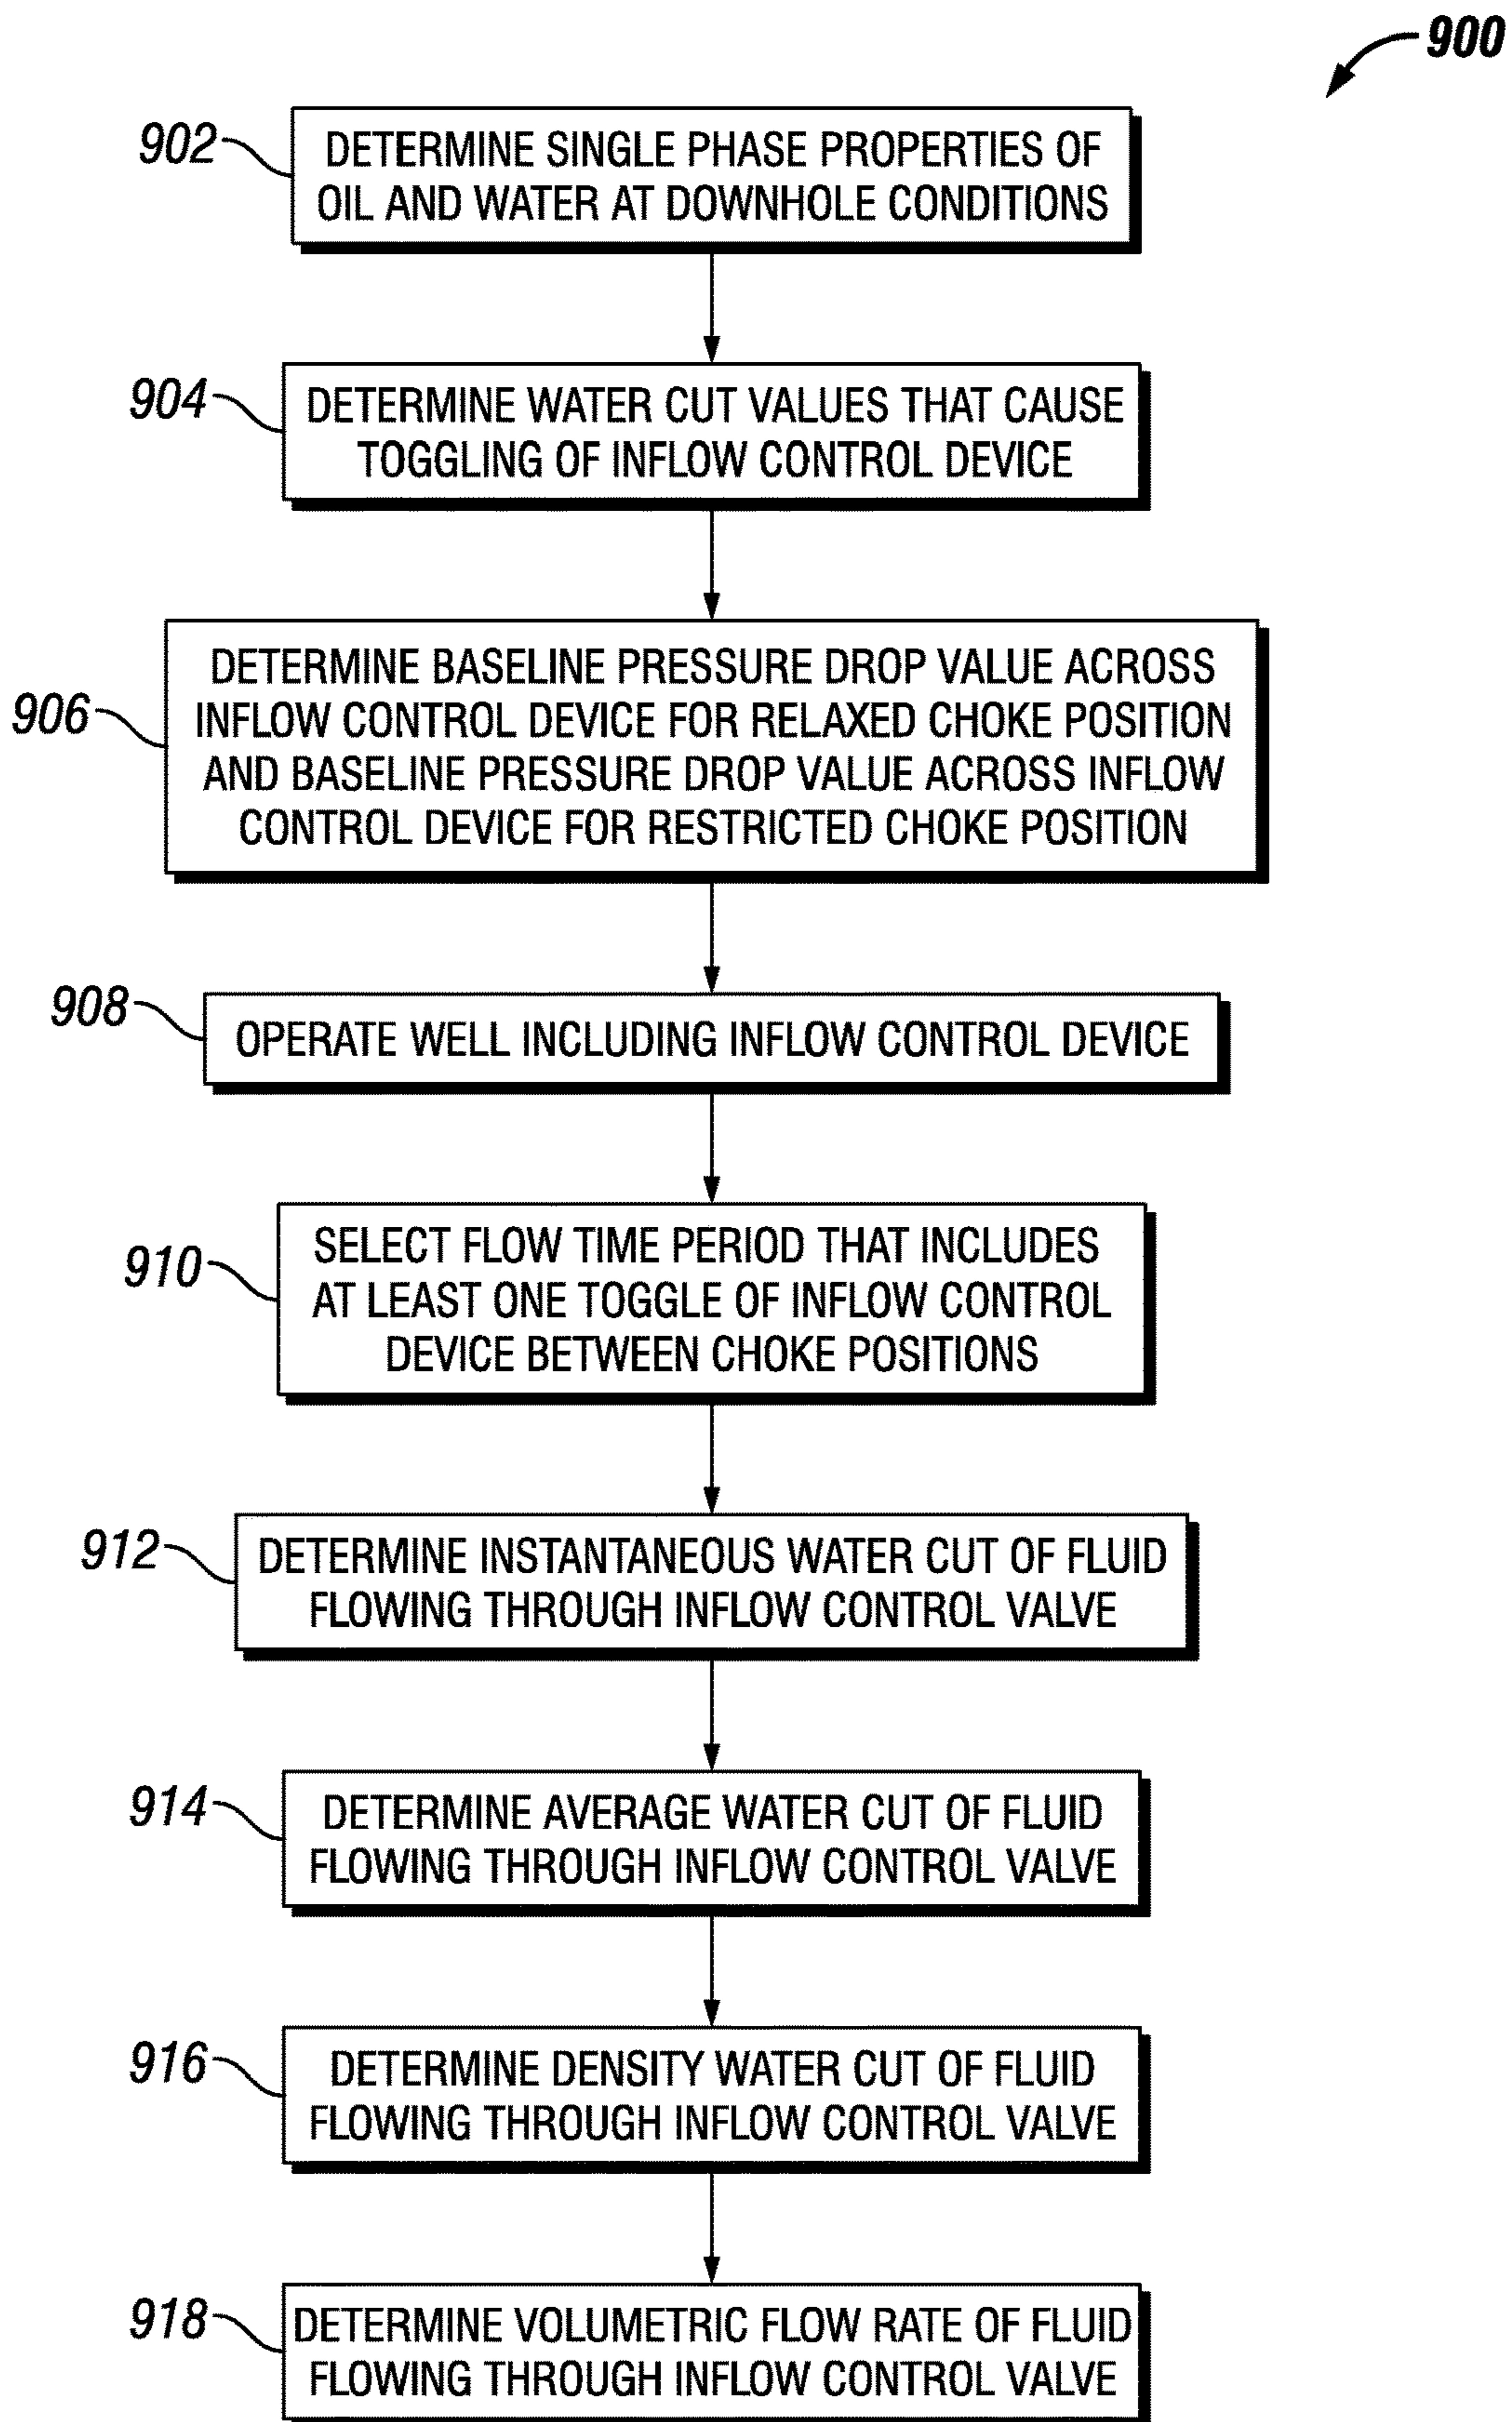 900
902
DETERMINE SINGLE PHASE PROPERTIES OF
OIL AND WATER AT DOWNHOLE CONDITIONS
904
DETERMINE WATER CUT VALUES THAT CAUSE
TOGGLING OF INFLOW CONTROL DEVICE
906
DETERMINE BASELINE PRESSURE DROP VALUE ACROSS
INFLOW CONTROL DEVICE FOR RELAXED CHOKE POSITION
AND BASELINE PRESSURE DROP VALUE ACROSS INFLOW
CONTROL DEVICE FOR RESTRICTED CHOKE POSITION
908
OPERATE WELL INCLUDING INFLOW CONTROL DEVICE
910
SELECT FLOW TIME PERIOD THAT INCLUDES
AT LEAST ONE TOGGLE OF INFLOW CONTROL
DEVICE BETWEEN CHOKE POSITIONS
912
DETERMINE INSTANTANEOUS WATER CUT OF FLUID
FLOWING THROUGH INFLOW CONTROL VALVE
914
DETERMINE AVERAGE WATER CUT OF FLUID
FLOWING THROUGH INFLOW CONTROL VALVE
916
DETERMINE DENSITY WATER CUT OF FLUID
FLOWING THROUGH INFLOW CONTROL VALVE
918
DETERMINE VOLUMETRIC FLOW RATE OF FLUID
FLOWING THROUGH INFLOW CONTROL VALVE